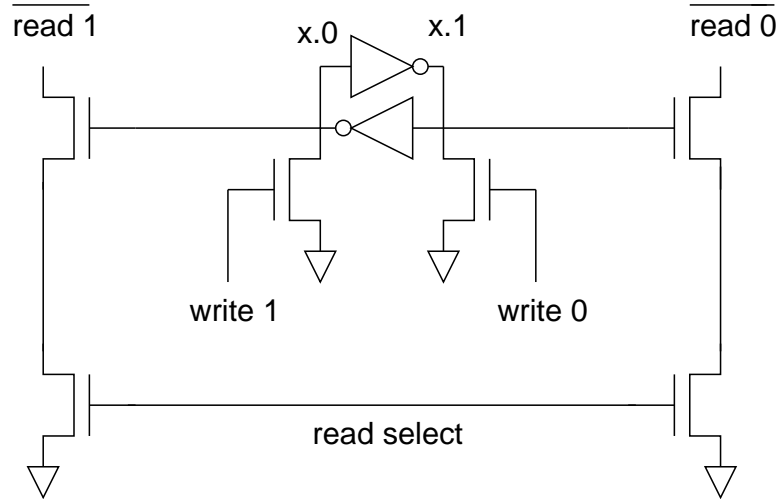 read 1
x.0
x.1
read 0
write 1
write 0
read select